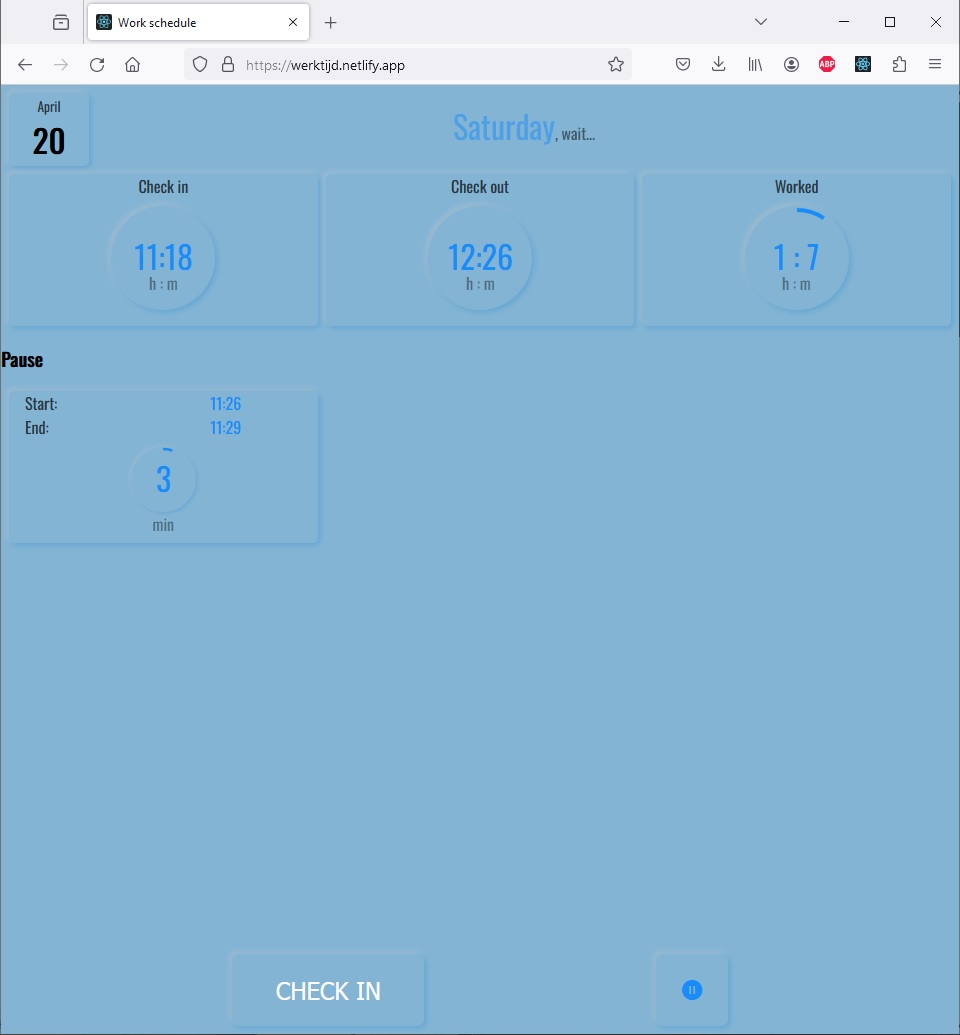 Work schedule
https://werktijd.netlify.app
ABP
April
20
Saturday, wait...
Check in
11:18
h : m
Check out
12:26
h : m
Worked
1 : 7
h : m
Pause
Start: 11:26
End: 11:29
3
min
CHECK IN